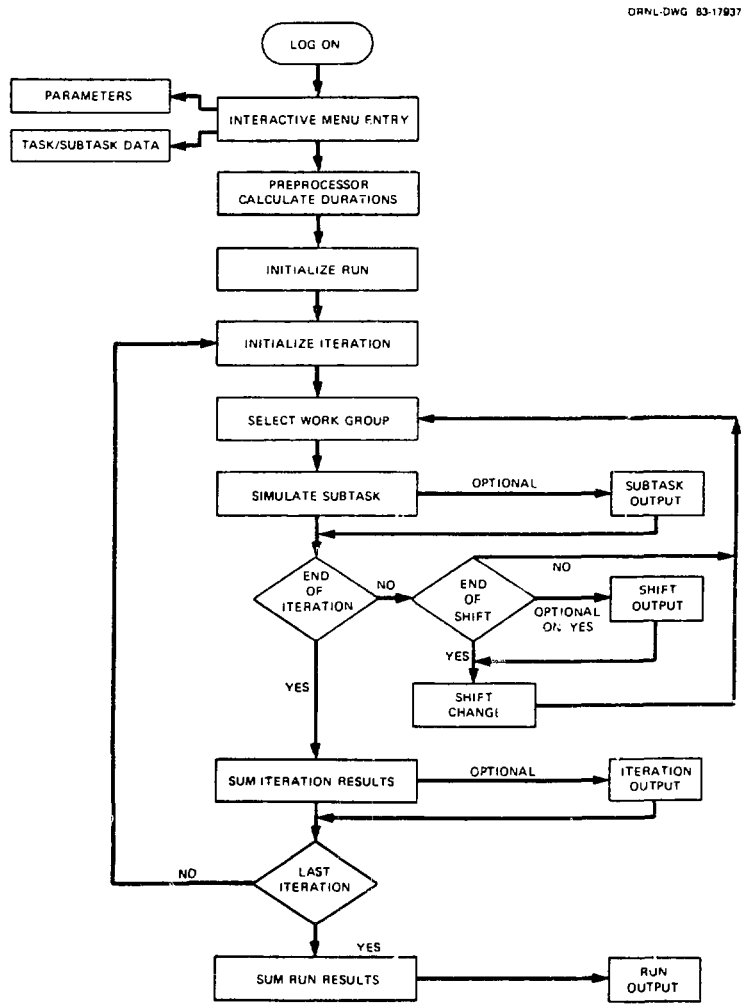 ORNL-DWG 83-17937
LOG ON
PARAMETERS
INTERACTIVE MENU ENTRY
TASK/SUBTASK DATA
PREPROCESSOR
CALCULATE DURATIONS
INITIALIZE RUN
INITIALIZE ITERATION
SELECT WORK GROUP
SIMULATE SUBTASK
OPTIONAL
SUBTASK
OUTPUT
END
OF
ITERATION
NO
END
OF
SHIFT
NO
OPTIONAL
ON YES
SHIFT
OUTPUT
YES
SHIFT
CHANGE
YES
SUM ITERATION RESULTS
OPTIONAL
ITERATION
OUTPUT
NO
LAST
ITERATION
YES
SUM RUN RESULTS
RUN
OUTPUT